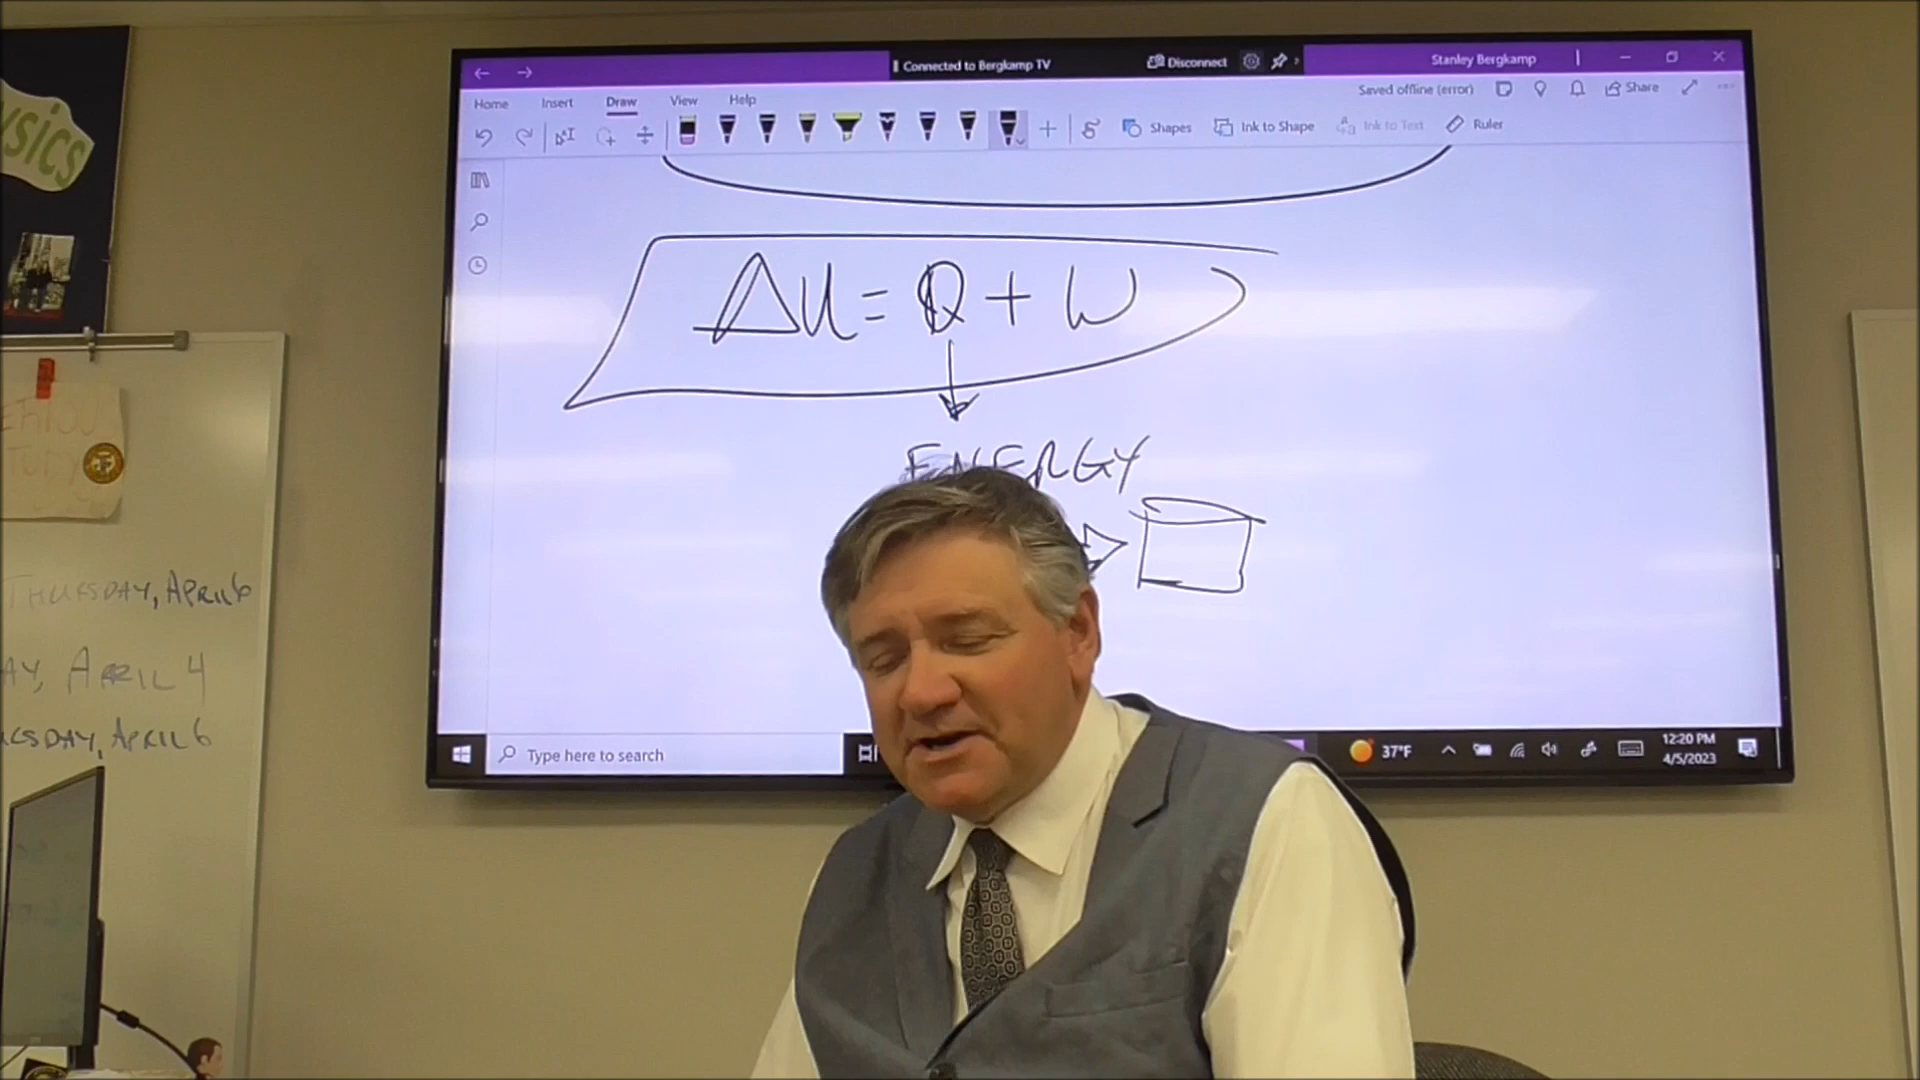 Connected to Bergkamp TV
Disconnect
Stanley Bergkamp
Home Insert Draw View Help
Saved offline (error)
Share
Shapes
Ink to Shape
Ink to Text
Ruler
ΔU = Q + W
ENERGY
Type here to search
37°F
12:20 PM
4/5/2023
THURSDAY, APRIL 6
AY, APRIL 4
APRIL 6